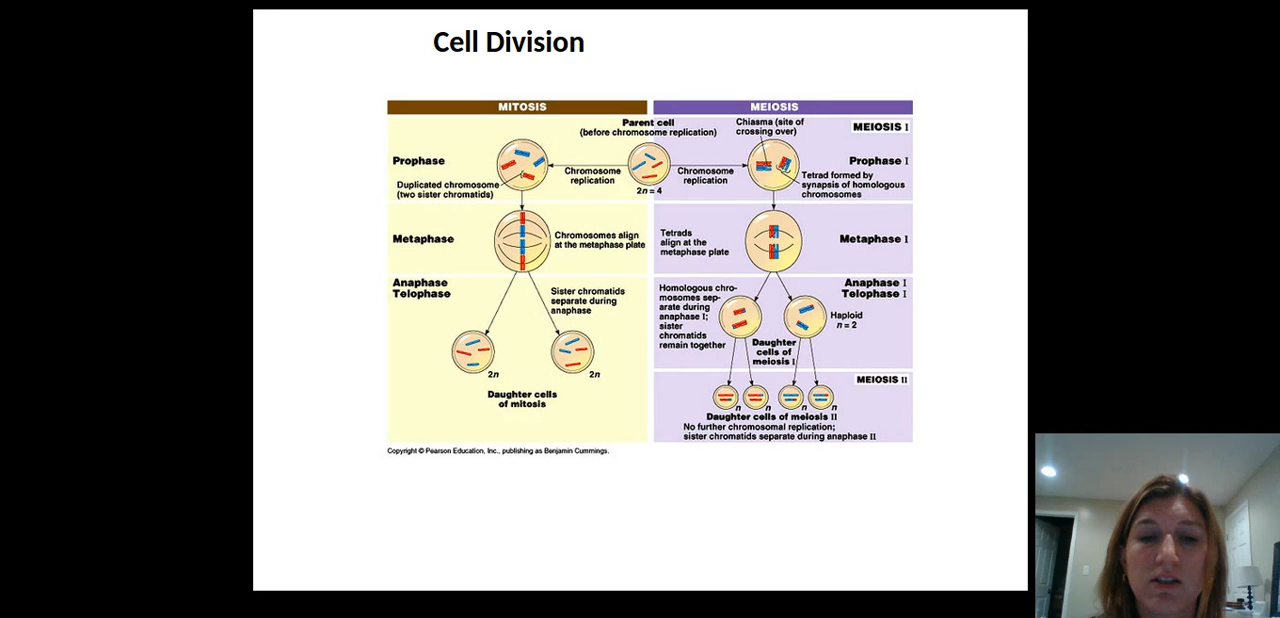 Cell Division
MITOSIS
MEIOSIS
Parent cell
(before chromosome replication)
Chiasma (site of
crossing over)
MEIOSIS I
Prophase
Duplicated chromosome
(two sister chromatids)
Chromosome
replication
2n = 4
Chromosome
replication
Prophase I
Tetrad formed by
synapsis of homologous
chromosomes
Metaphase
Chromosomes align
at the metaphase plate
Tetrads
align at the
metaphase plate
Metaphase I
Anaphase
Telophase
Sister chromatids
separate during
anaphase
2n
2n
Daughter cells
of mitosis
Homologous chro-
mosomes sep-
arate during
anaphase I;
sister
chromatids
remain together
Anaphase I
Telophase I
Haploid
n = 2
Daughter
cells of
meiosis I
MEIOSIS II
n
n
n
n
Daughter cells of meiosis II
No further chromosomal replication;
sister chromatids separate during anaphase II
Copyright © Pearson Education, Inc., publishing as Benjamin Cummings.